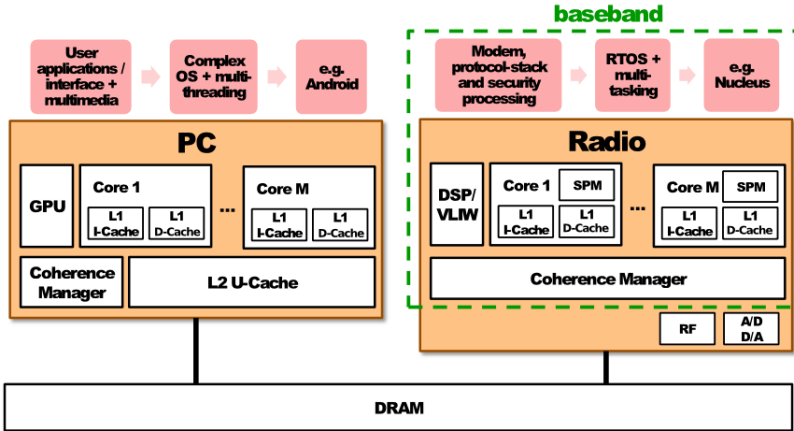 baseband
User
applications /
interface +
multimedia
Complex
OS + multi-
threading
e.g.
Android
Modem,
protocol-stack
and security
processing
RTOS +
multi-
tasking
e.g.
Nucleus
PC
GPU
Core 1
L1
I-Cache
L1
D-Cache
...
Core M
L1
I-Cache
L1
D-Cache
Coherence
Manager
L2 U-Cache
Radio
DSP/
VLIW
Core 1
SPM
L1
I-Cache
L1
D-Cache
...
Core M
SPM
L1
I-Cache
L1
D-Cache
Coherence Manager
RF
A/D
D/A
DRAM